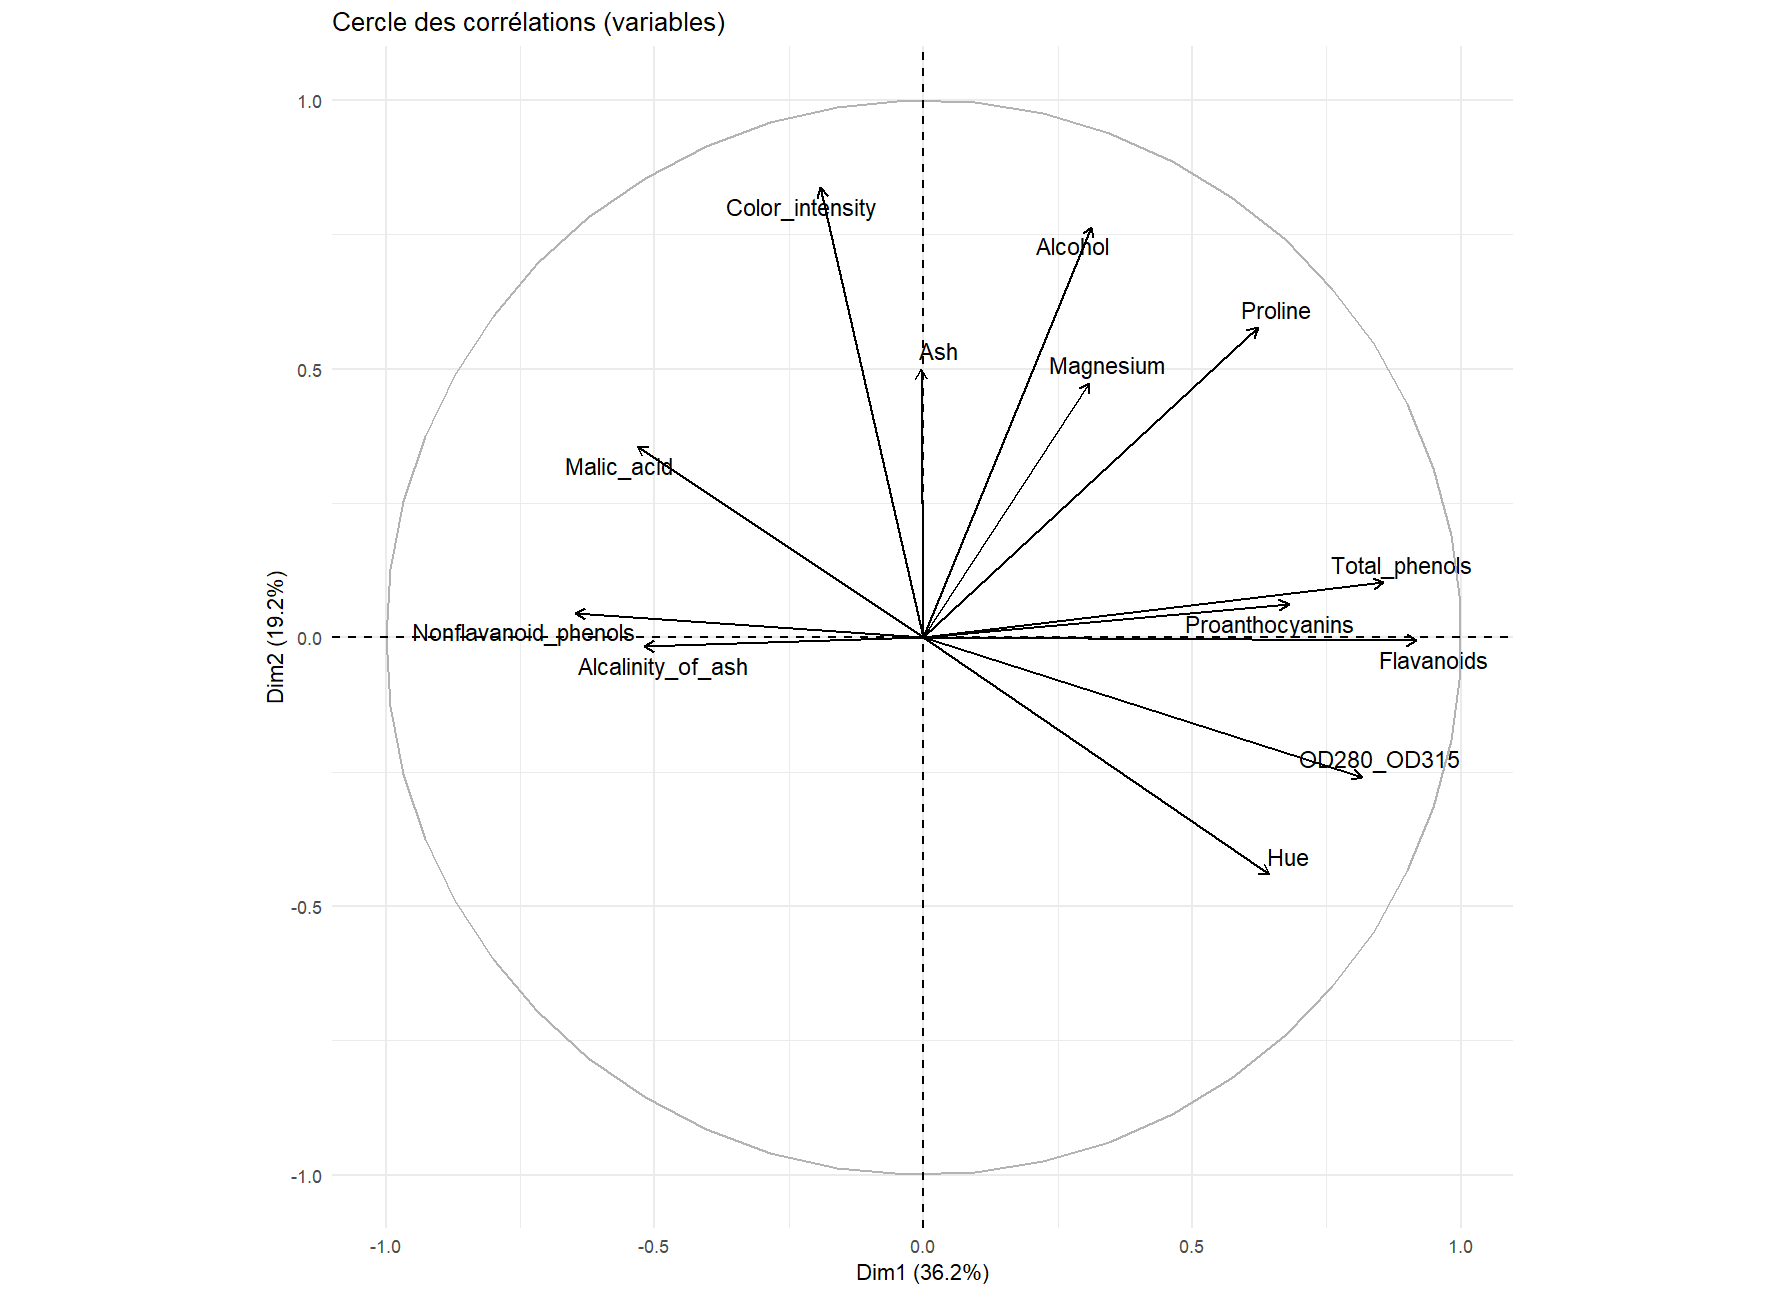 Cercle des corrélations (variables)
1.0
0.5
0.0
-0.5
-1.0
Dim2 (19.2%)
Color_intensity
Alcohol
Proline
Ash
Magnesium
Malic_acid
Total_phenols
Proanthocyanins
Nonflavanoid_phenols
Flavanoids
Alcalinity_of_ash
OD280_OD315
Hue
-1.0
-0.5
0.0
0.5
1.0
Dim1 (36.2%)